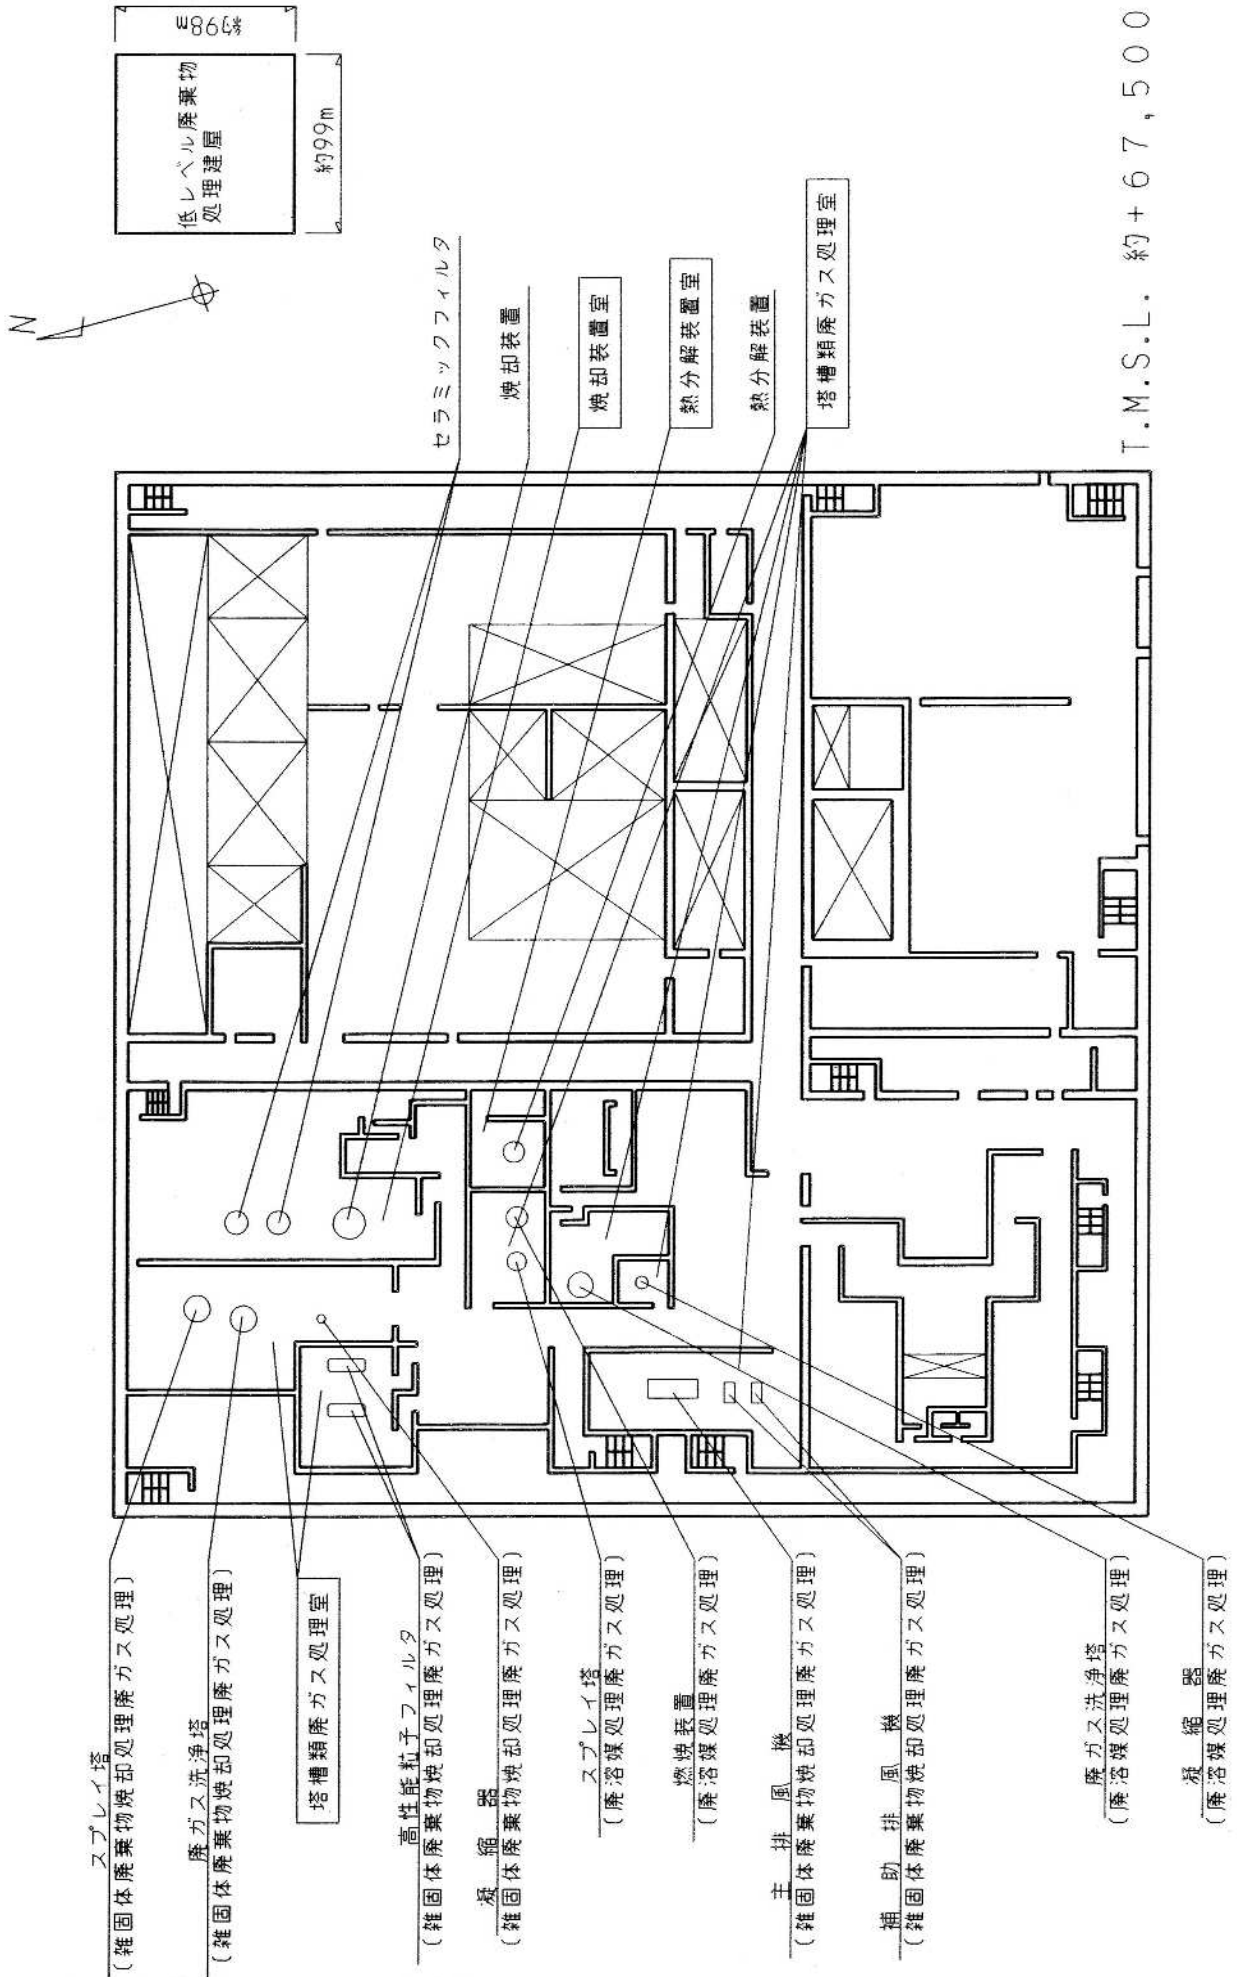 スプレイ塔
(雑固体廃棄物焼却処理廃ガス処理)
廃ガス洗浄塔
(雑固体廃棄物焼却処理廃ガス処理)
塔槽類廃ガス処理室
高性能粒子フィルタ
(雑固体廃棄物焼却処理廃ガス処理)
凝縮器
(雑固体廃棄物焼却処理廃ガス処理)
スプレイ塔
(廃溶媒処理廃ガス処理)
燃焼装置
(廃溶媒処理廃ガス処理)
主排風機
(雑固体廃棄物焼却処理廃ガス処理)
補助排風機
(雑固体廃棄物焼却処理廃ガス処理)
廃ガス洗浄塔
(廃溶媒処理廃ガス処理)
凝縮器
(廃溶媒処理廃ガス処理)
N
低レベル廃棄物
処理建屋
約98m
約99m
セラミックフィルタ
焼却装置
焼却装置室
熱分解装置室
熱分解装置
塔槽類廃ガス処理室
T.M.S.L. 約+67,500